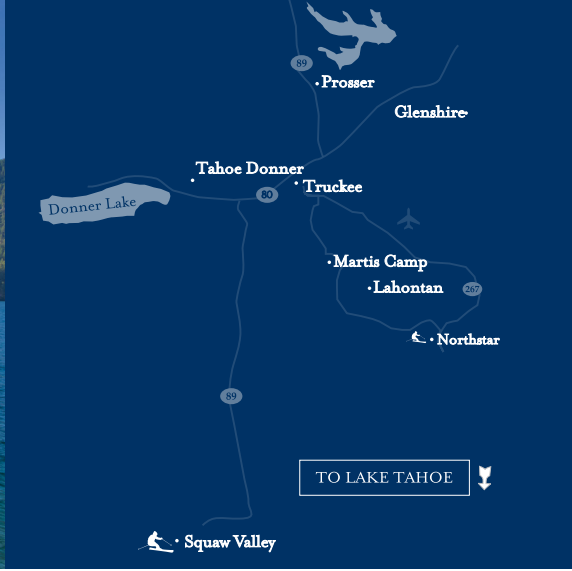 89
Prosser
Glenshire
Tahoe Donner
80
Truckee
Donner Lake
Martis Camp
Lahontan
267
Northstar
89
TO LAKE TAHOE
Squaw Valley